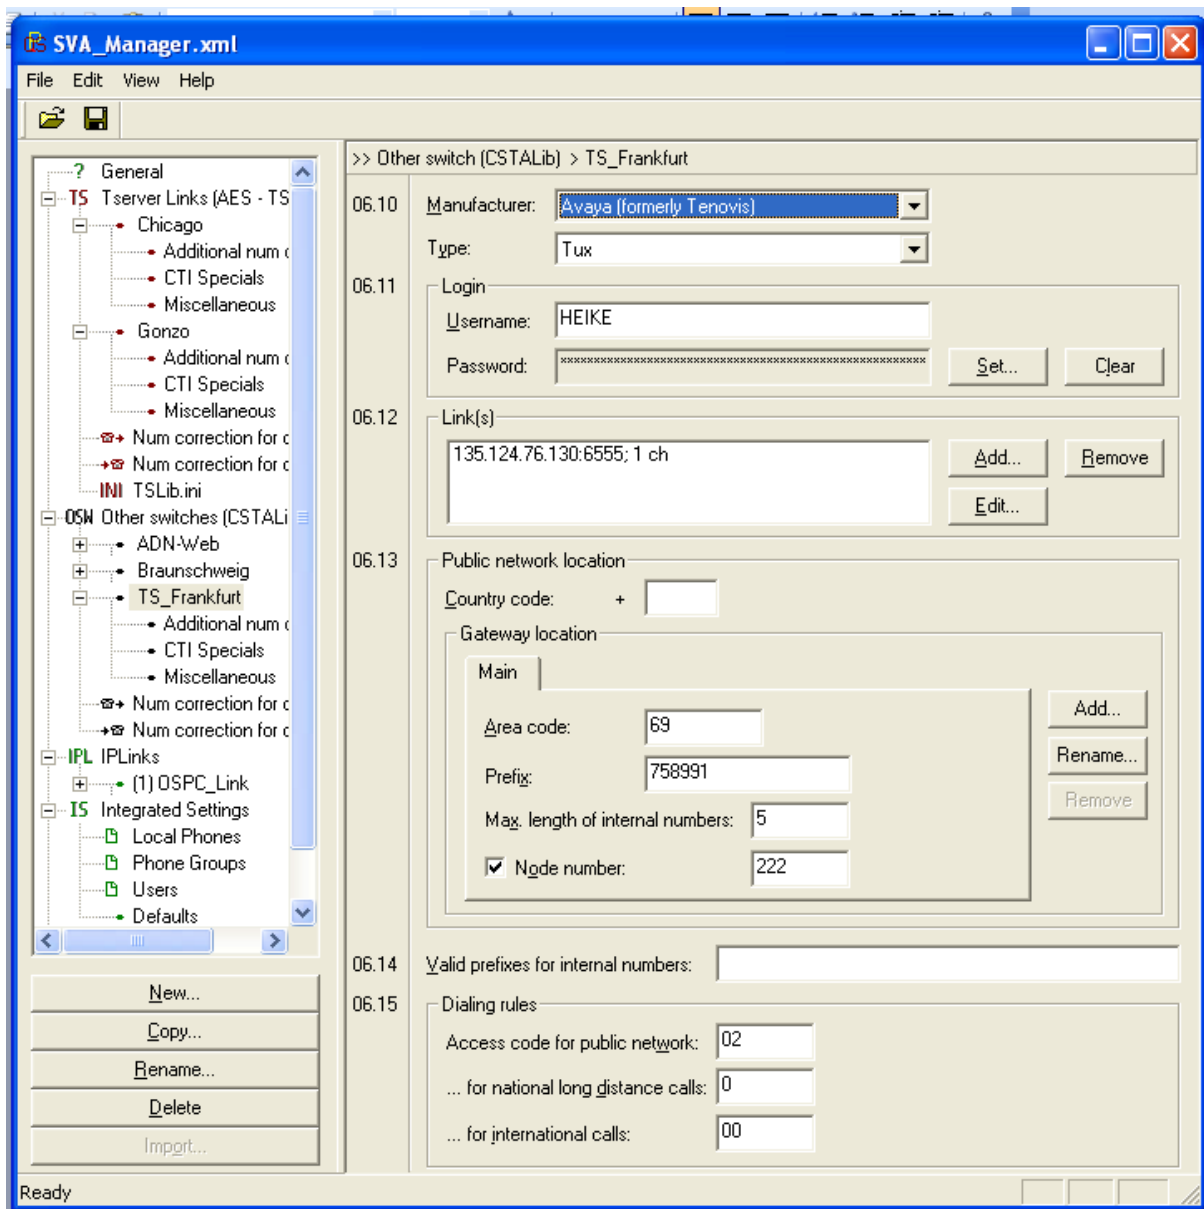 SVA_Manager.xml
File Edit View Help
? General
TS Tserver Links (AES - TS
Chicago
Additional num c
CTI Specials
Miscellaneous
Gonzo
Additional num c
CTI Specials
Miscellaneous
Num correction for c
Num correction for c
INI TSLib.ini
OSW Other switches (CSTALi
ADN-Web
Braunschweig
TS_Frankfurt
Additional num c
CTI Specials
Miscellaneous
Num correction for c
Num correction for c
IPL IPLinks
(1) OSPC_Link
IS Integrated Settings
Local Phones
Phone Groups
Users
Defaults
New...
Copy...
Rename...
Delete
Import...
>> Other switch (CSTALib) > TS_Frankfurt
06.10 Manufacturer: Avaya (formerly Tenovis)
Type: Tux
06.11 Login
Username: HEIKE
Password: Set... Clear
06.12 Link(s)
135.124.76.130:6555; 1 ch Add... Remove
Edit...
06.13 Public network location
Country code: +
Gateway location
Main
Area code: 69 Add...
Prefix: 758991 Rename...
Max. length of internal numbers: 5 Remove
Node number: 222
06.14 Valid prefixes for internal numbers:
06.15 Dialing rules
Access code for public network: 02
... for national long distance calls: 0
... for international calls: 00
Ready